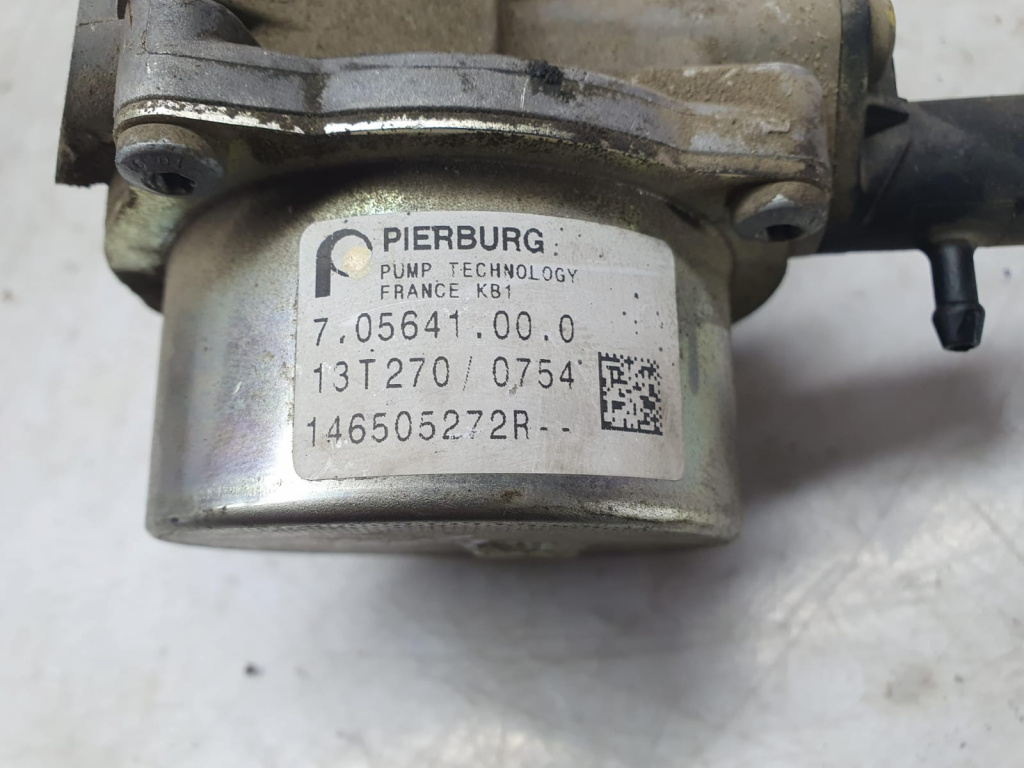 PIERBURG
PUMP TECHNOLOGY
FRANCE KB1
7.05641.00.0
13T270/0754
146505272R--